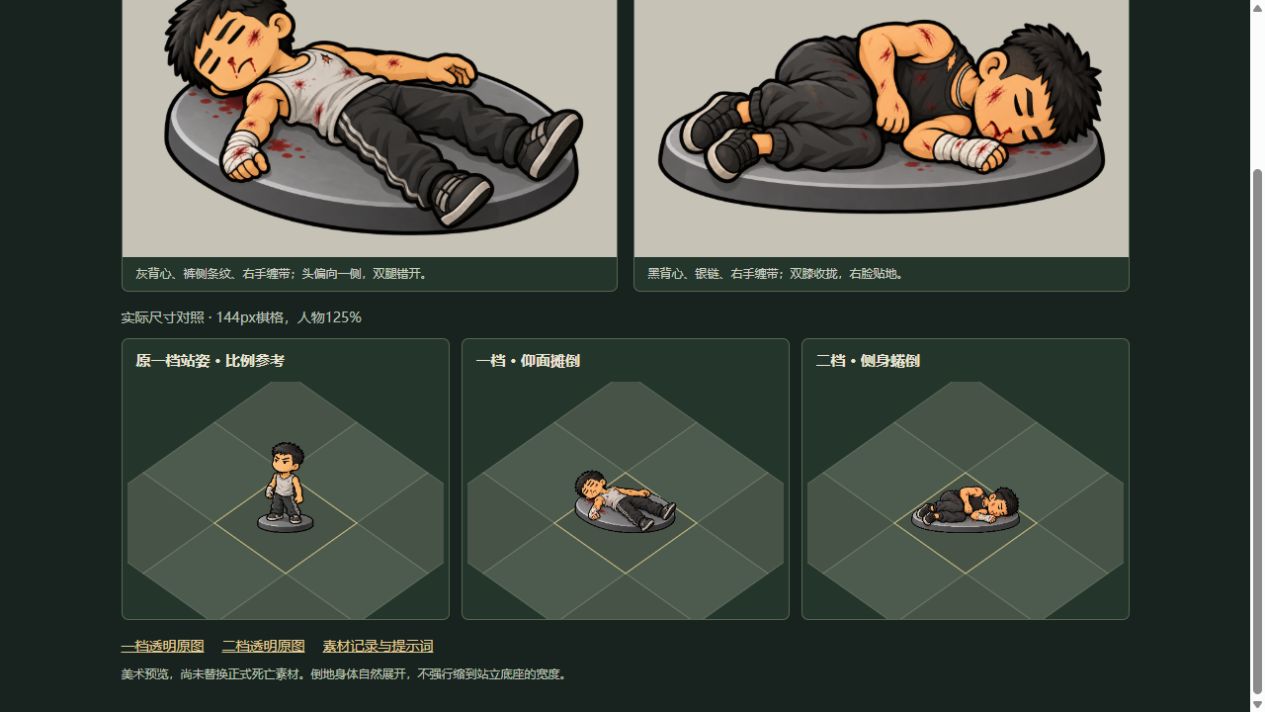 灰背心、裤侧条纹、右手缠带；头偏向一侧，双腿错开。
黑背心、银链、右手缠带；双膝收拢，右脸贴地。
实际尺寸对照 · 144px棋格，人物125%
原一档站姿 · 比例参考
一档 · 仰面摊倒
二档 · 侧身蜷倒
一档透明原图 二档透明原图 素材记录与提示词
美术预览，尚未替换正式死亡素材。倒地身体自然展开，不强行缩到站立底座的宽度。